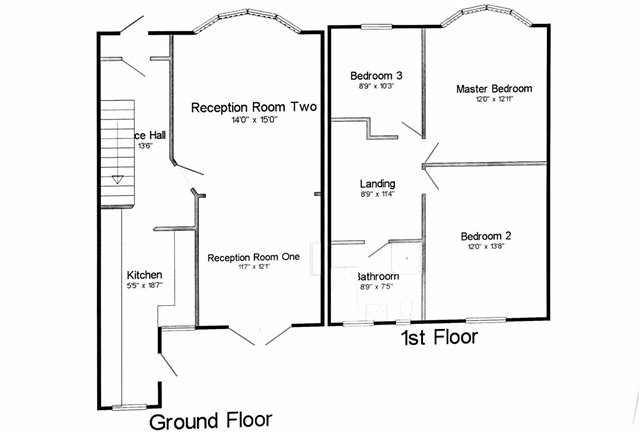 Reception Room Two
14'0" x 15'0"
ce Hall
13'6"
Reception Room One
11'7" x 12'1"
Kitchen
5'5" x 18'7"
Ground Floor
Bedroom 3
8'9" x 10'3"
Master Bedroom
12'0" x 12'11"
Landing
8'9" x 11'4"
Bedroom 2
12'0" x 13'8"
Bathroom
8'9" x 7'5"
1st Floor